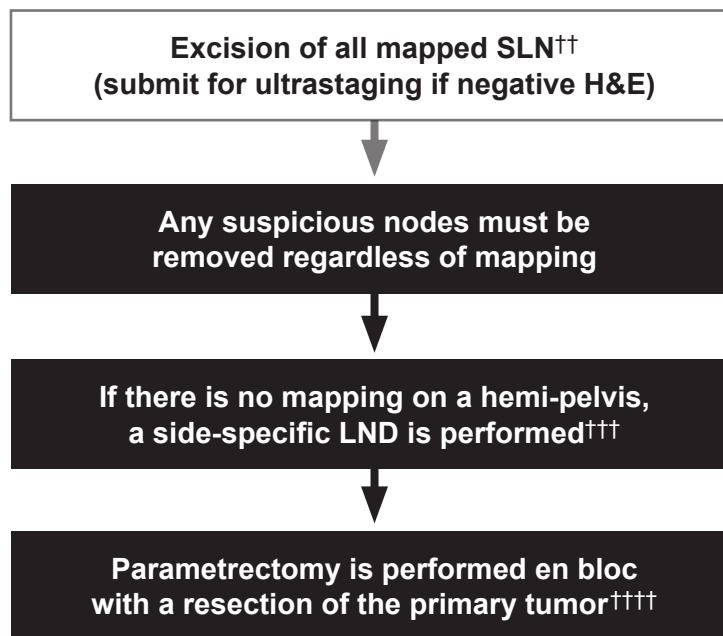 Excision of all mapped SLN††
(submit for ultrastaging if negative H&E)
Any suspicious nodes must be
removed regardless of mapping
If there is no mapping on a hemi-pelvis,
a side-specific LND is performed†††
Parametrectomy is performed en bloc
with a resection of the primary tumor††††